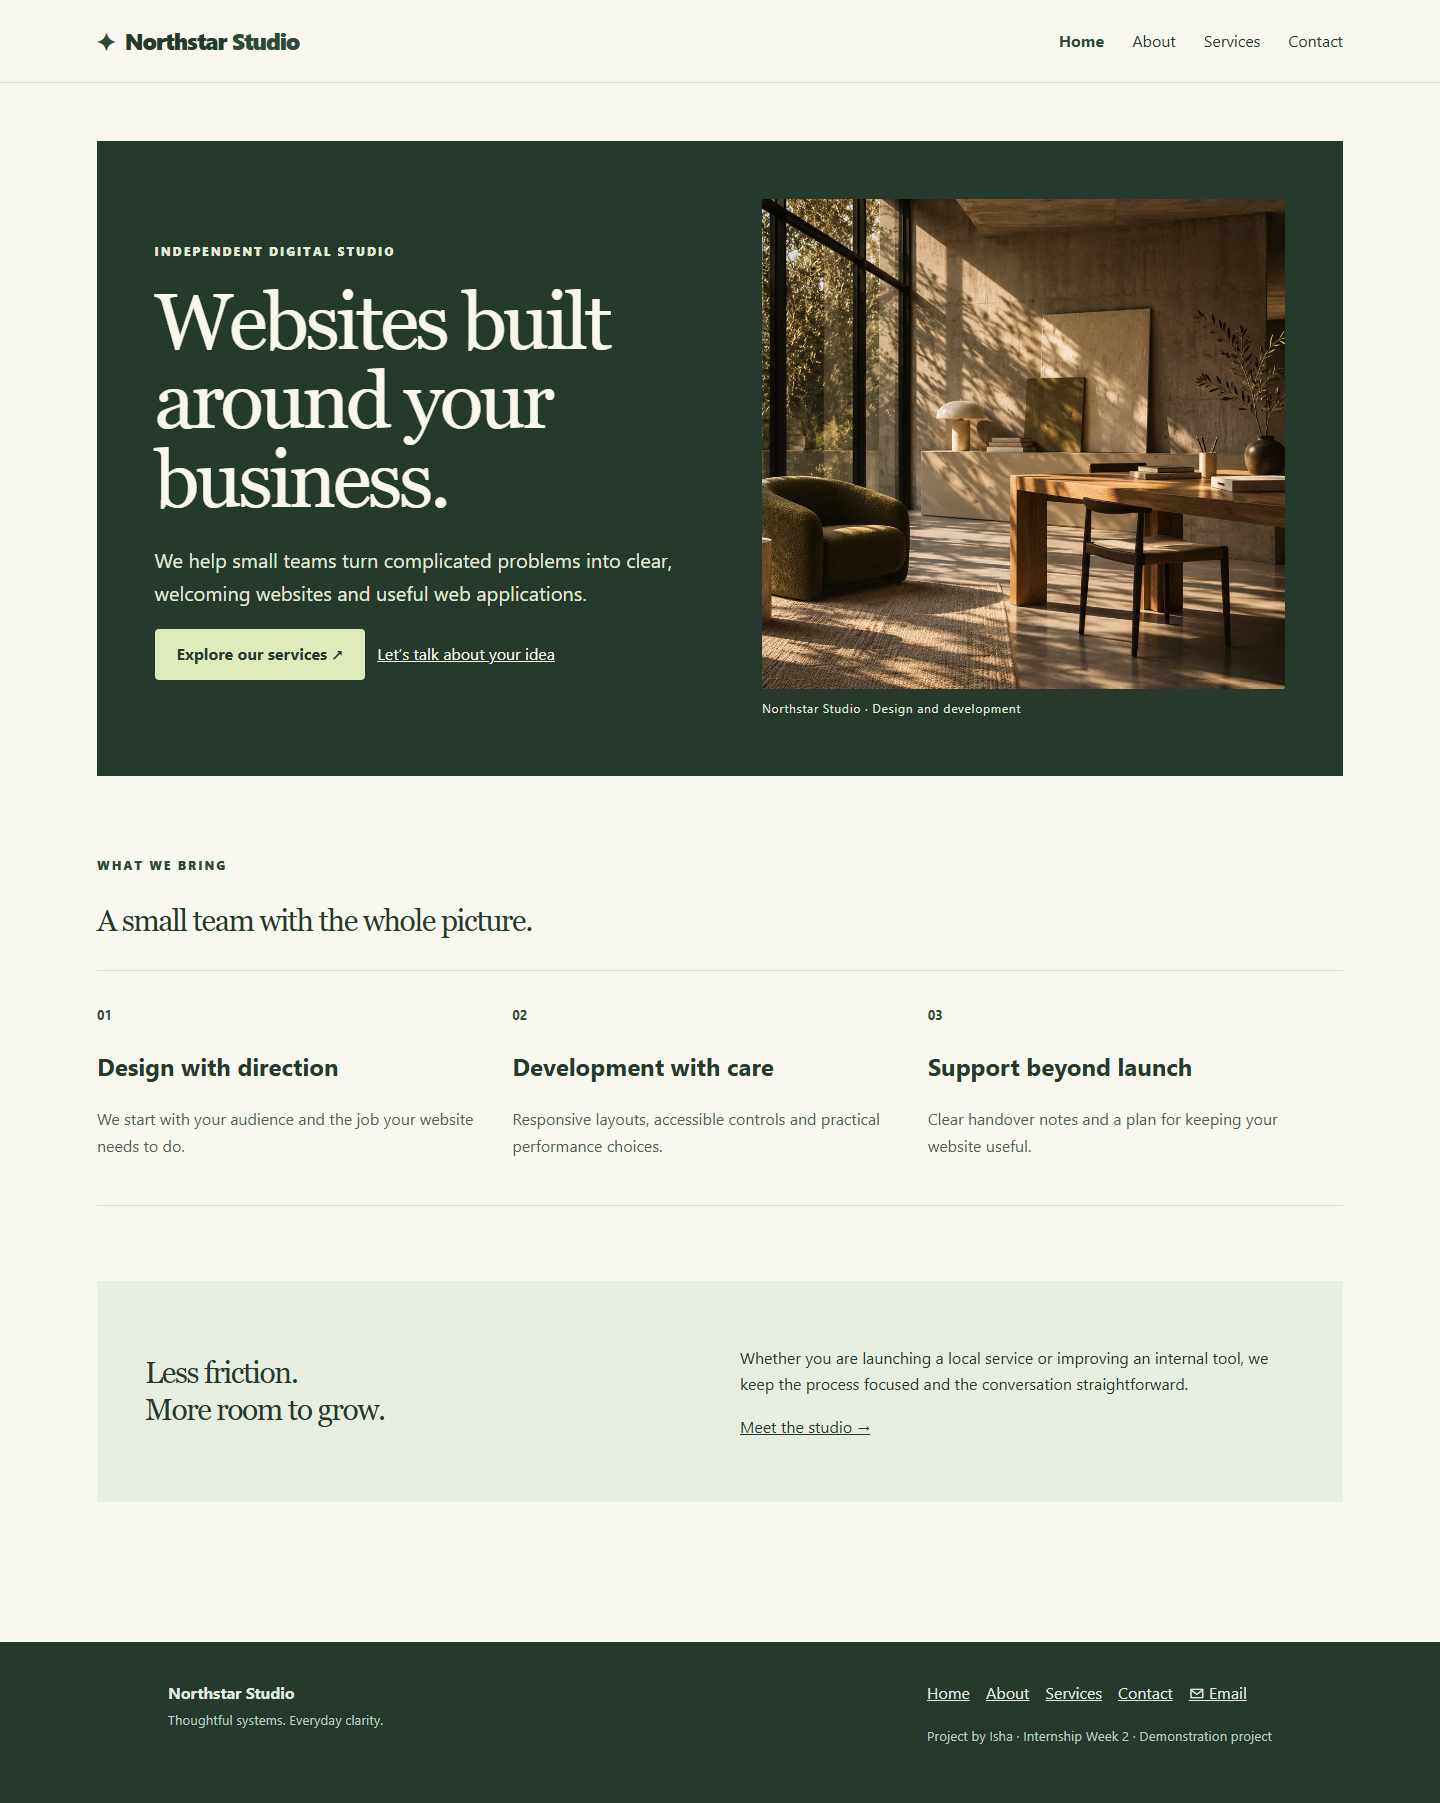 ✦ Northstar Studio
Home About Services Contact
INDEPENDENT DIGITAL STUDIO
Websites built
around your
business.
We help small teams turn complicated problems into clear,
welcoming websites and useful web applications.
Explore our services ↗ Let's talk about your idea
Northstar Studio · Design and development
WHAT WE BRING
A small team with the whole picture.
01
Design with direction
We start with your audience and the job your website
needs to do.
02
Development with care
Responsive layouts, accessible controls and practical
performance choices.
03
Support beyond launch
Clear handover notes and a plan for keeping your
website useful.
Less friction.
More room to grow.
Whether you are launching a local service or improving an internal tool, we
keep the process focused and the conversation straightforward.
Meet the studio →
Northstar Studio
Thoughtful systems. Everyday clarity.
Home About Services Contact Email
Project by Isha · Internship Week 2 · Demonstration project